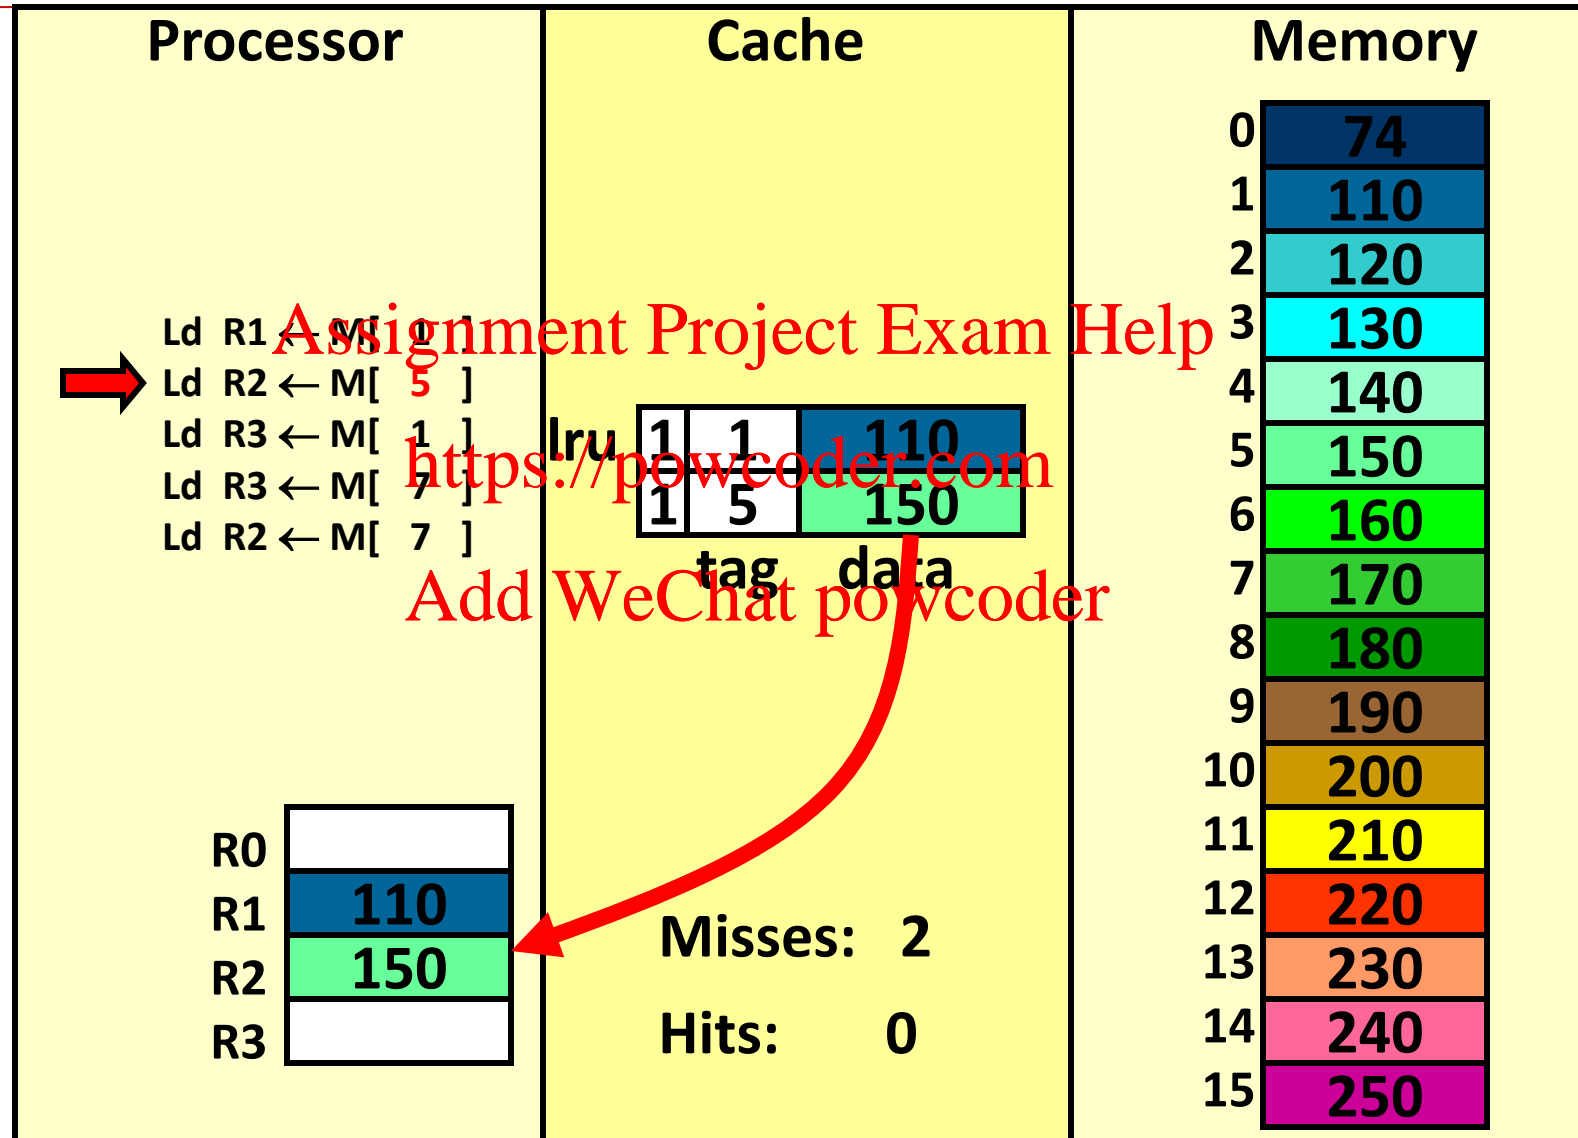 Processor
Cache
Memory
Ld R1 ← M[ 1 ]
Ld R2 ← M[ 5 ]
Ld R3 ← M[ 1 ]
Ld R3 ← M[ 7 ]
Ld R2 ← M[ 7 ]
Assignment Project Exam Help
https://powcoder.com
Add WeChat powcoder
lru 1 1 110
1 5 150
tag data
R0
R1 110
R2 150
R3
Misses: 2
Hits: 0
0 74
1 110
2 120
3 130
4 140
5 150
6 160
7 170
8 180
9 190
10 200
11 210
12 220
13 230
14 240
15 250